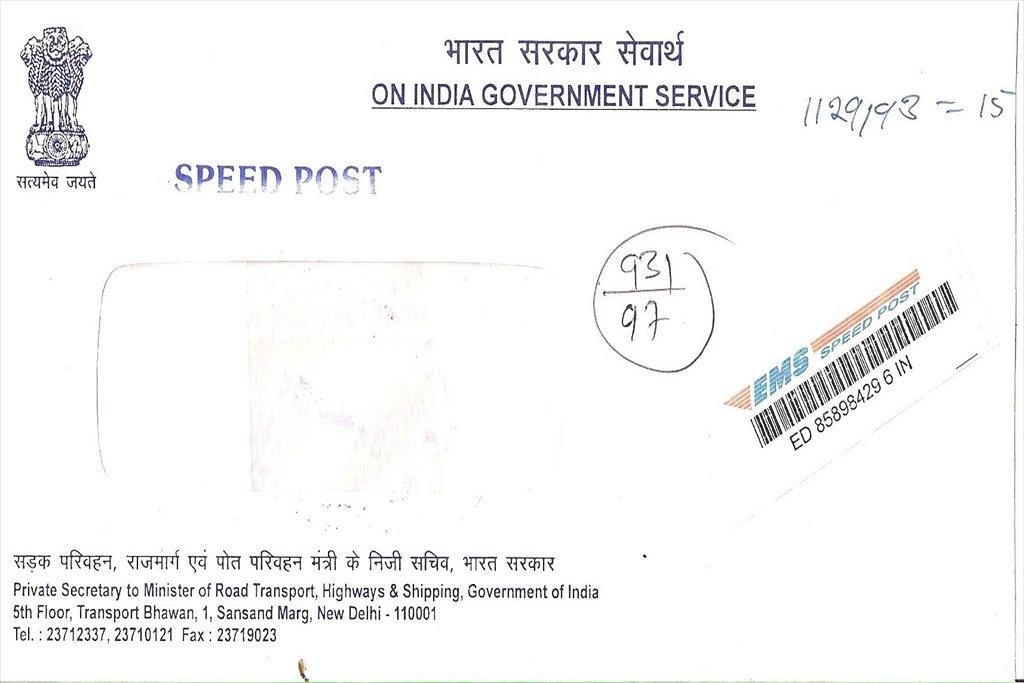 भारत सरकार सेवार्थ
ON INDIA GOVERNMENT SERVICE
1129/93 = 15
सत्यमेव जयते
SPEED POST
931
97
EMS SPEED POST
ED 85898429 6 IN
सड़क परिवहन, राजमार्ग एवं पोत परिवहन मंत्री के निजी सचिव, भारत सरकार
Private Secretary to Minister of Road Transport, Highways & Shipping, Government of India
5th Floor, Transport Bhawan, 1, Sansand Marg, New Delhi - 110001
Tel. : 23712337, 23710121 Fax : 23719023